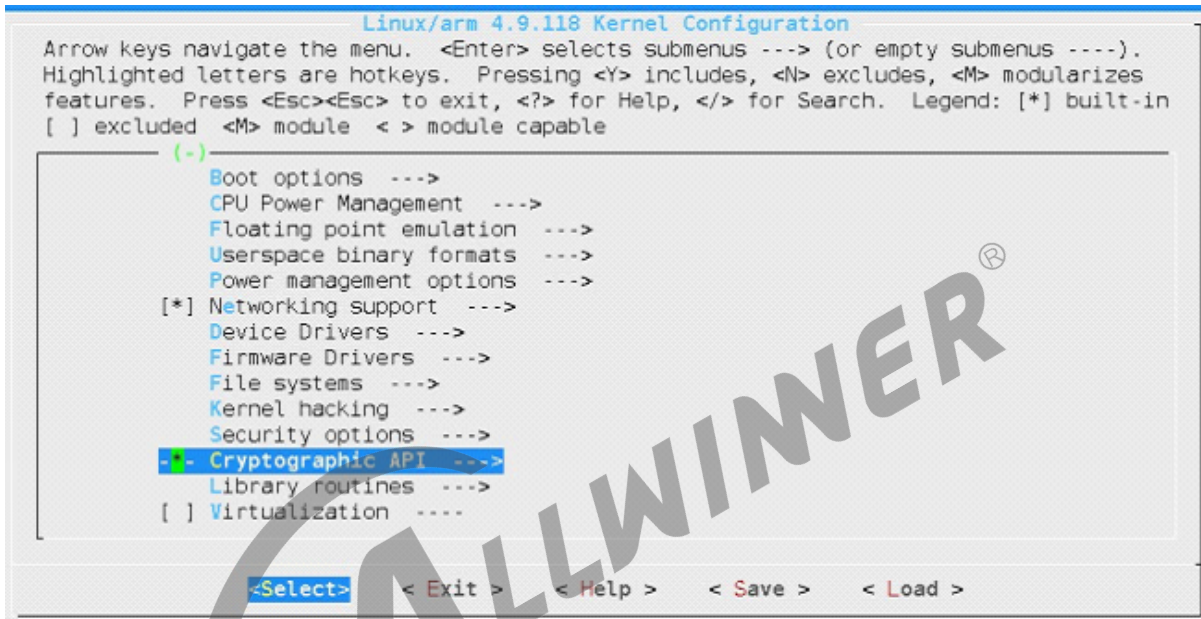 Linux/arm 4.9.118 Kernel Configuration
Arrow keys navigate the menu.  <Enter> selects submenus ---> (or empty submenus ----).
Highlighted letters are hotkeys.  Pressing <Y> includes, <N> excludes, <M> modularizes
features.  Press <Esc><Esc> to exit, <?> for Help, </> for Search.  Legend: [*] built-in
[ ] excluded  <M> module  < > module capable
(-)
Boot options  --->
CPU Power Management  --->
Floating point emulation  --->
Userspace binary formats  --->
Power management options  --->
[*] Networking support  --->
Device Drivers  --->
Firmware Drivers  --->
File systems  --->
Kernel hacking  --->
Security options  --->
-*- Cryptographic API  --->
Library routines  --->
[ ] Virtualization  ----
<Select>    < Exit >    < Help >    < Save >    < Load >
ALLWINNER®